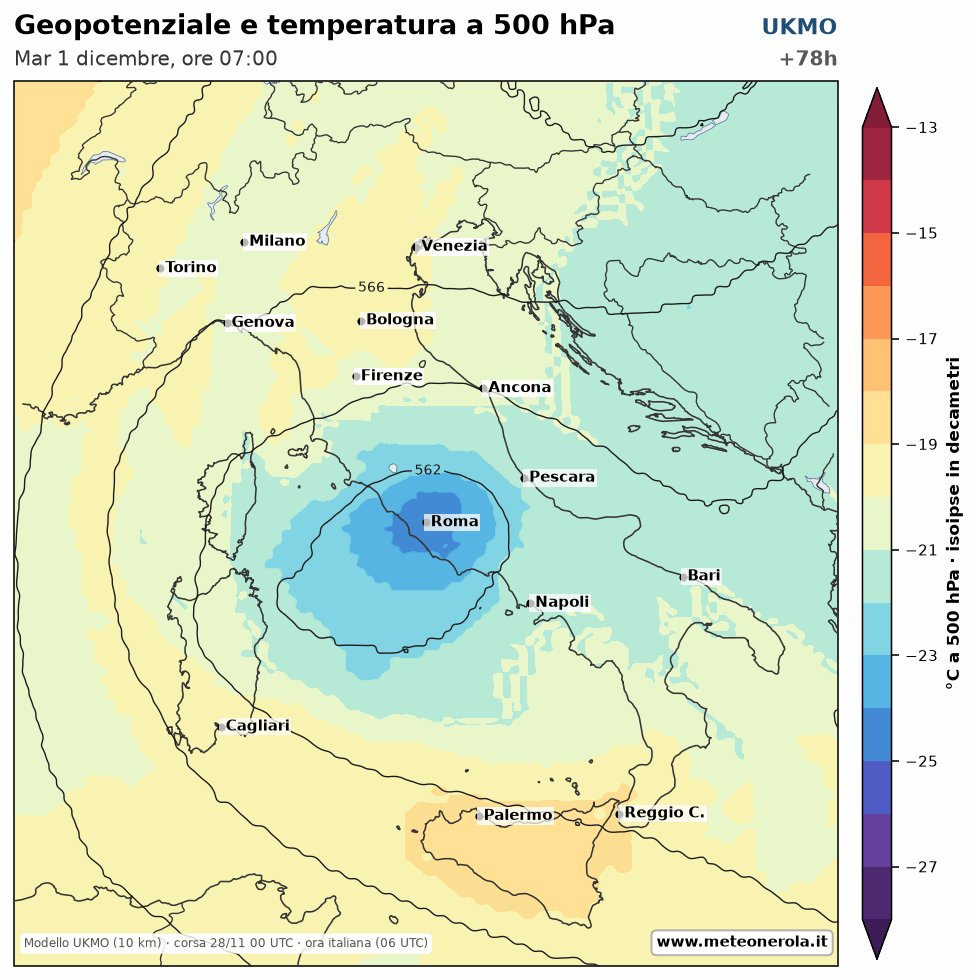 Geopotenziale e temperatura a 500 hPa
UKMO
Mar 1 dicembre, ore 07:00
+78h
Milano
Venezia
Torino
566
Genova
Bologna
Firenze
Ancona
562
Pescara
Roma
Bari
Napoli
Cagliari
Palermo
Reggio C.
Modello UKMO (10 km) · corsa 28/11 00 UTC · ora italiana (06 UTC)
www.meteonerola.it
−13
−15
−17
−19
−21
−23
−25
−27
°C a 500 hPa · isoipse in decametri